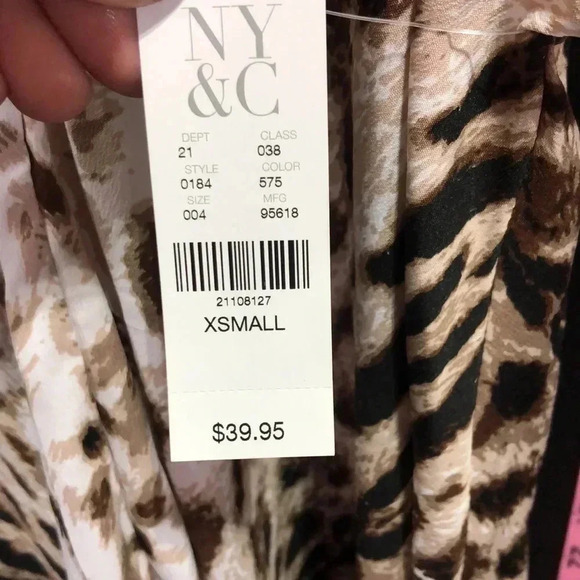 NY
&C
DEPT CLASS
21 038
STYLE COLOR
0184 575
SIZE MFG
004 95618
21108127
XSMALL
$39.95